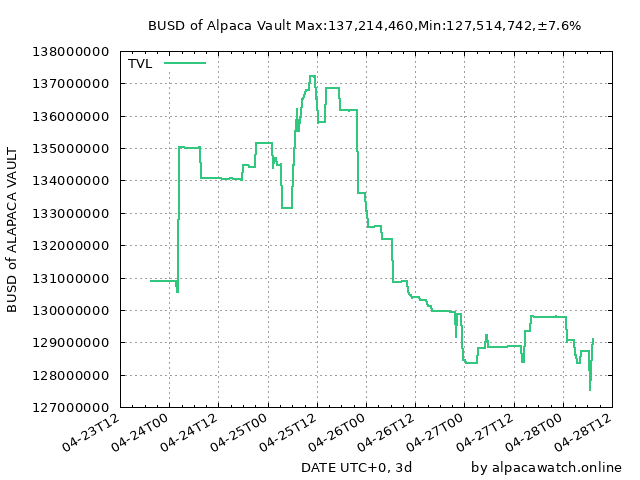 BUSD of Alpaca Vault Max:137,214,460,Min:127,514,742,±7.6%
TVL
138000000
137000000
136000000
135000000
134000000
133000000
132000000
131000000
130000000
129000000
128000000
127000000
BUSD of ALAPACA VAULT
04-23T12
04-24T00
04-24T12
04-25T00
04-25T12
04-26T00
04-26T12
04-27T00
04-27T12
04-28T00
04-28T12
DATE UTC+0, 3d
by alpacawatch.online